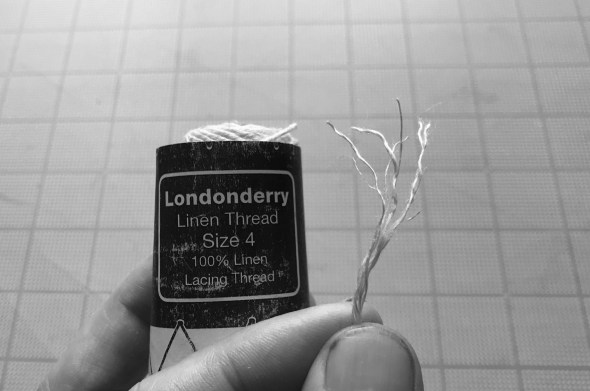 Londonderry
Linen Thread
Size 4
100% Linen
Lacing Thread